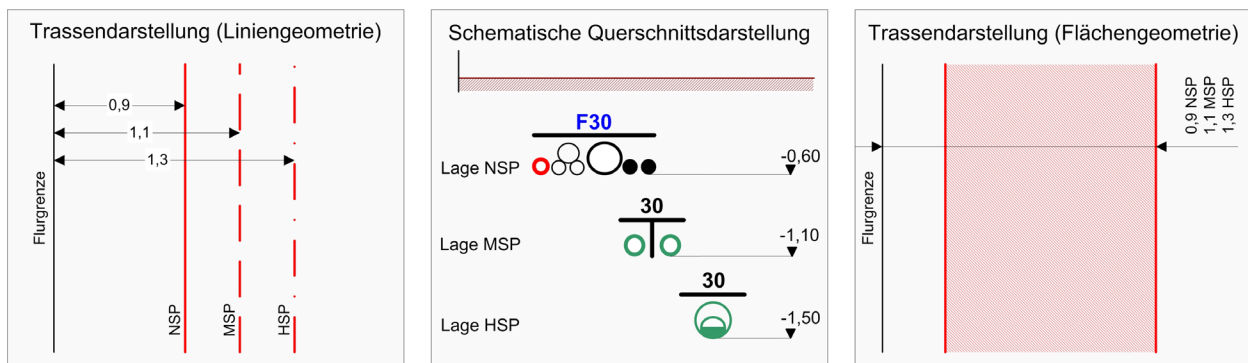 Trassendarstellung (Liniengeometrie)
0,9
1,1
1,3
Flurgrenze
NSP
MSP
HSP
Schematische Querschnittsdarstellung
F30
Lage NSP
-0,60
30
Lage MSP
-1,10
30
Lage HSP
-1,50
Trassendarstellung (Flächengeometrie)
0,9 NSP
1,1 MSP
1,3 HSP
Flurgrenze